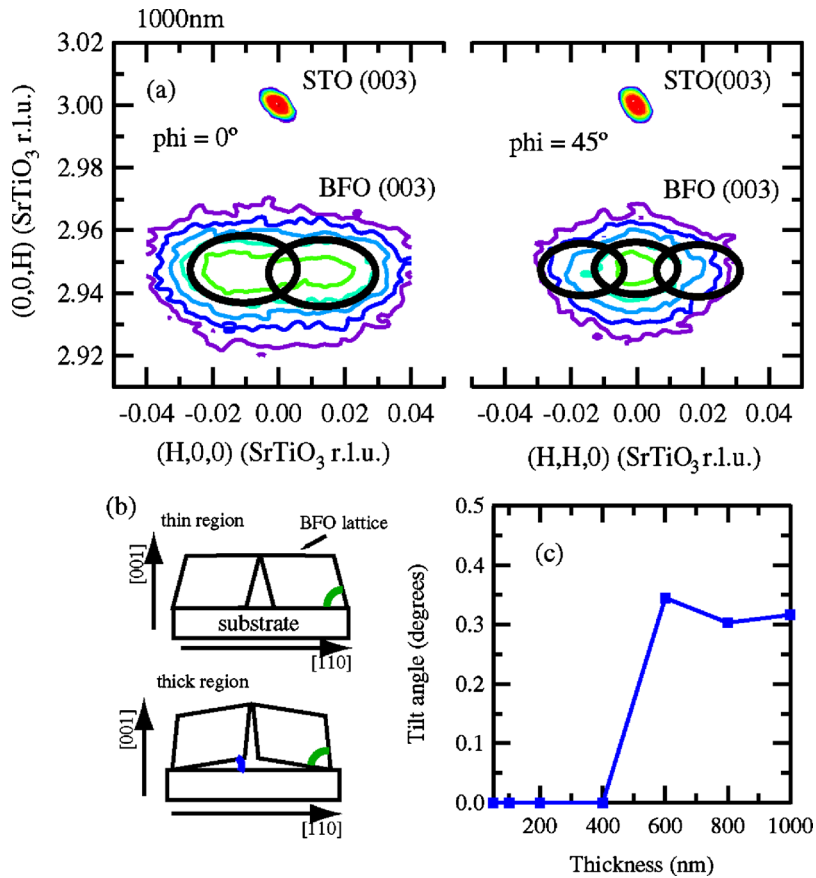 1000nm
3.02
3.00
2.98
2.96
2.94
2.92
(0,0,H) (SrTiO3 r.l.u.)
(a)
STO (003)
phi = 0º
BFO (003)
-0.04 -0.02 0.00 0.02 0.04
(H,0,0) (SrTiO3 r.l.u.)
STO(003)
phi = 45º
BFO (003)
-0.04 -0.02 0.00 0.02 0.04
(H,H,0) (SrTiO3 r.l.u.)
(b)
thin region
BFO lattice
[001]
substrate
[110]
thick region
[001]
[110]
(c)
0.5
0.4
0.3
0.2
0.1
0.0
Tilt angle (degrees)
200 400 600 800 1000
Thickness (nm)